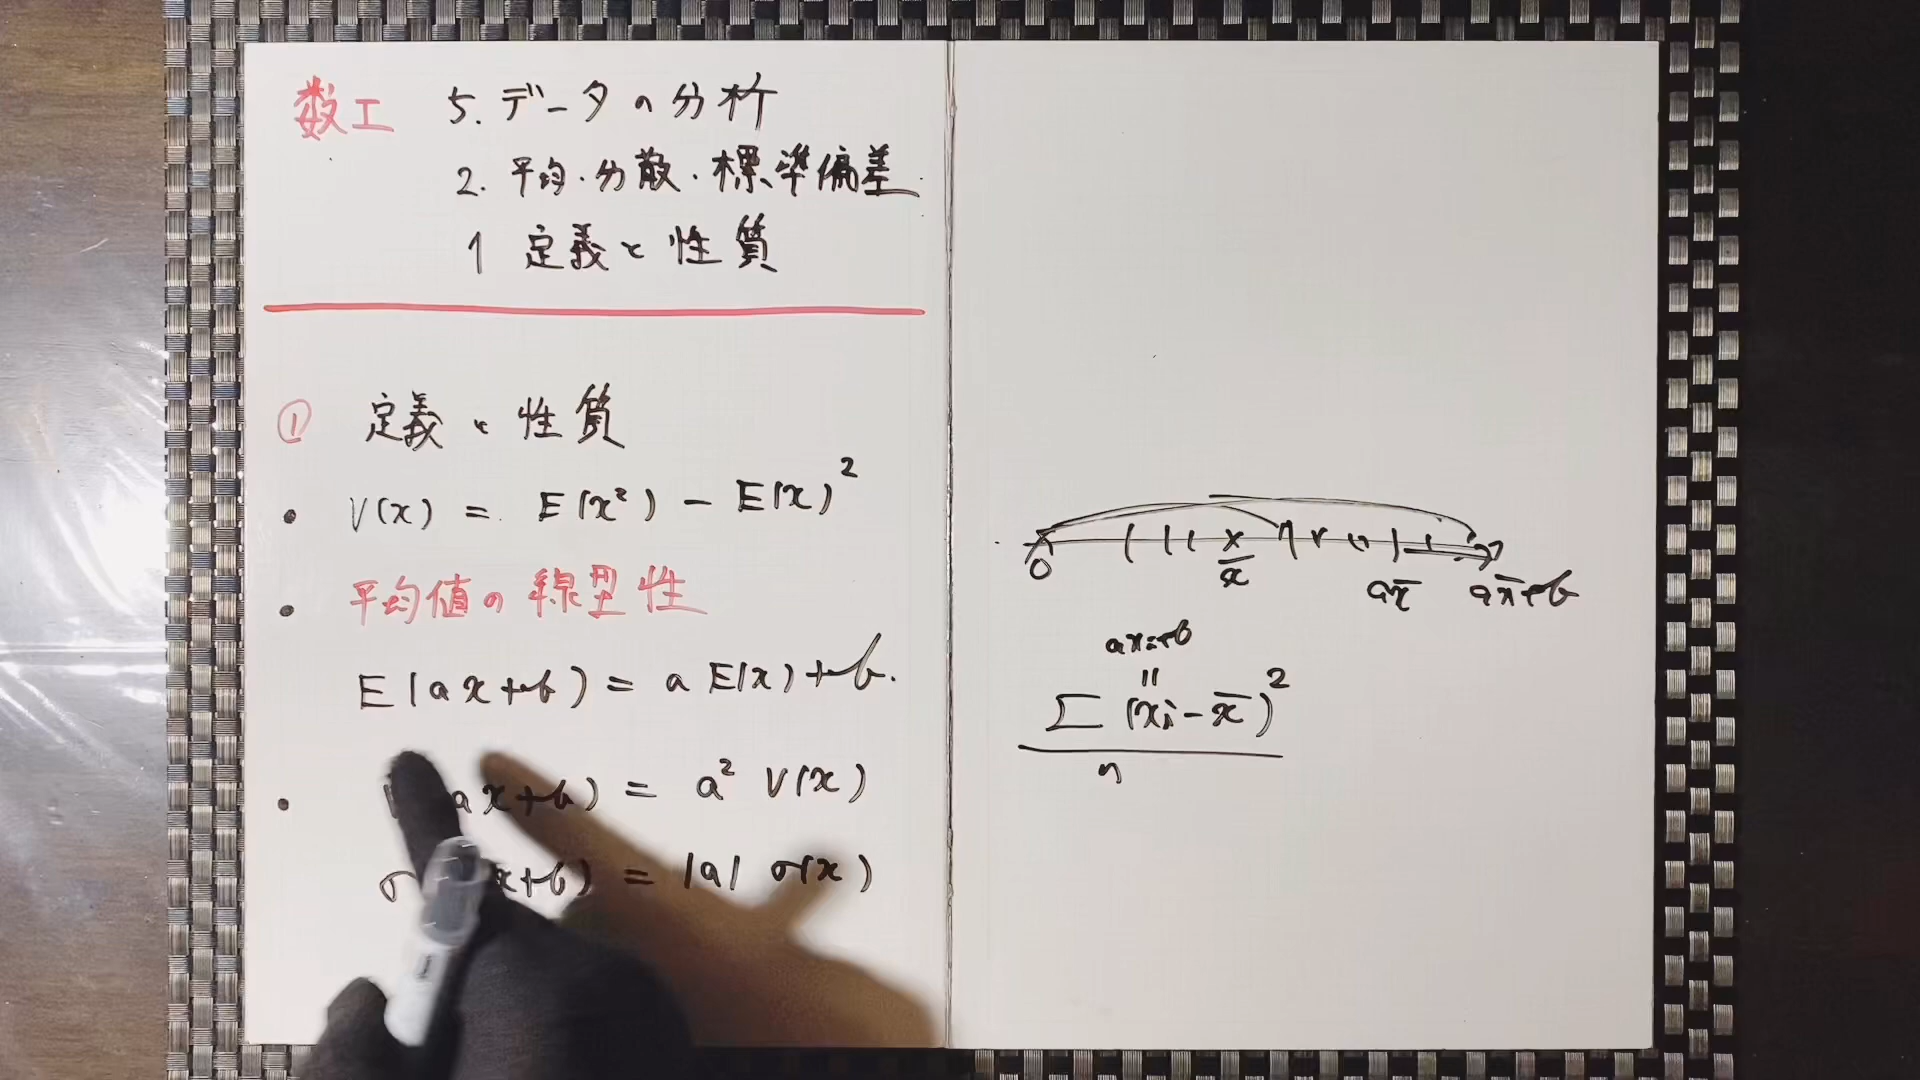 数I 5. データの分析
2. 平均・分散・標準偏差
1 定義と性質
① 定義と性質
・ V(x) = E(x²) - E(x)²
・ 平均値の線型性
E(ax+b) = aE(x)+b.
・ (ax+b) = a² V(x)
σ( x+b) = |a| σ(x)
0 x̄ ax̄ ax̄+b
axi+b
=
Σ (xi - x̄)²
n